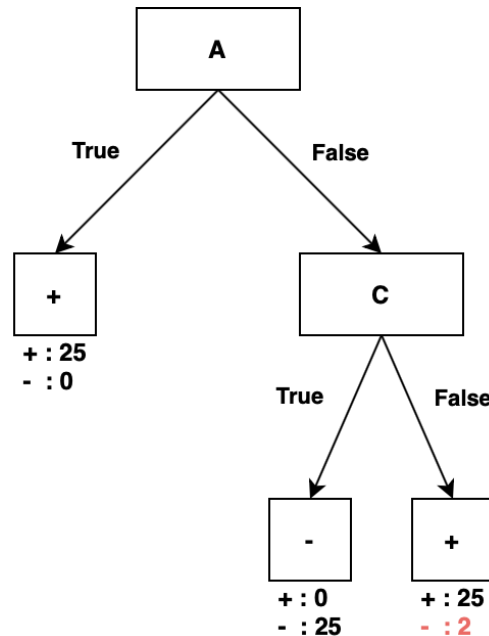 A
True
False
+
C
+ : 25
- : 0
True
False
-
+
+ : 0
- : 25
+ : 25
- : 2